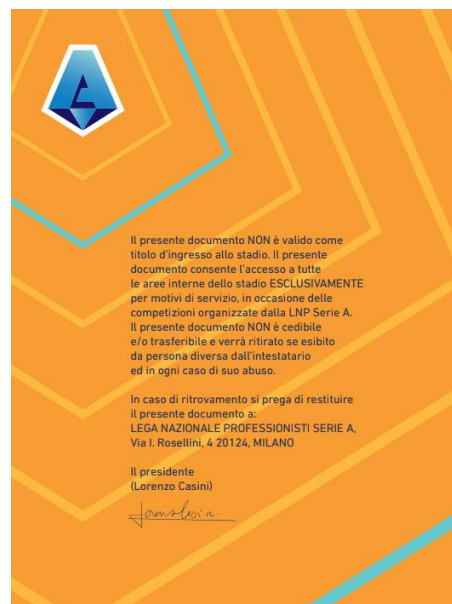 Il presente documento NON è valido come
titolo d'ingresso allo stadio. Il presente
documento consente l'accesso a tutte
le aree interne dello stadio ESCLUSIVAMENTE
per motivi di servizio, in occasione delle
competizioni organizzate dalla LNP Serie A.
Il presente documento NON è cedibile
e/o trasferibile e verrà ritirato se esibito
da persona diversa dall'intestatario
ed in ogni caso di suo abuso.
In caso di ritrovamento si prega di restituire
il presente documento a:
LEGA NAZIONALE PROFESSIONISTI SERIE A,
Via I. Rosellini, 4 20124, MILANO
Il presidente
(Lorenzo Casini)